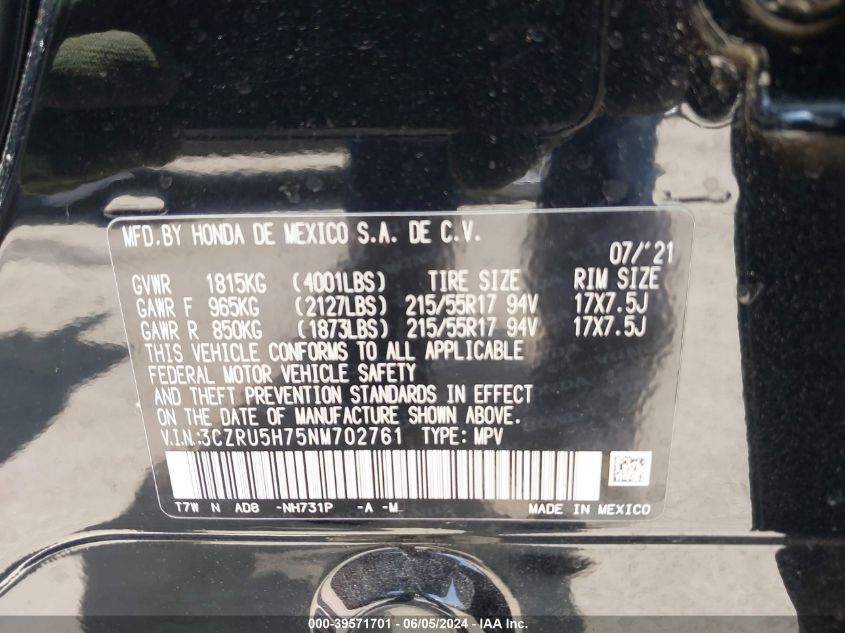 MFD.BY HONDA DE MEXICO S.A. DE C.V.
07/'21
GVWR 1815KG (4001LBS) TIRE SIZE RIM SIZE
GAWR F 965KG (2127LBS) 215/55R17 94V 17X7.5J
GAWR R 850KG (1873LBS) 215/55R17 94V 17X7.5J
THIS VEHICLE CONFORMS TO ALL APPLICABLE
FEDERAL MOTOR VEHICLE SAFETY
AND THEFT PREVENTION STANDARDS IN EFFECT
ON THE DATE OF MANUFACTURE SHOWN ABOVE.
V.I.N.:3CZRU5H75NM702761 TYPE: MPV
T7W N AD8 -NH731P -A -M
MADE IN MEXICO
000-39571701 - 06/05/2024 - IAA Inc.